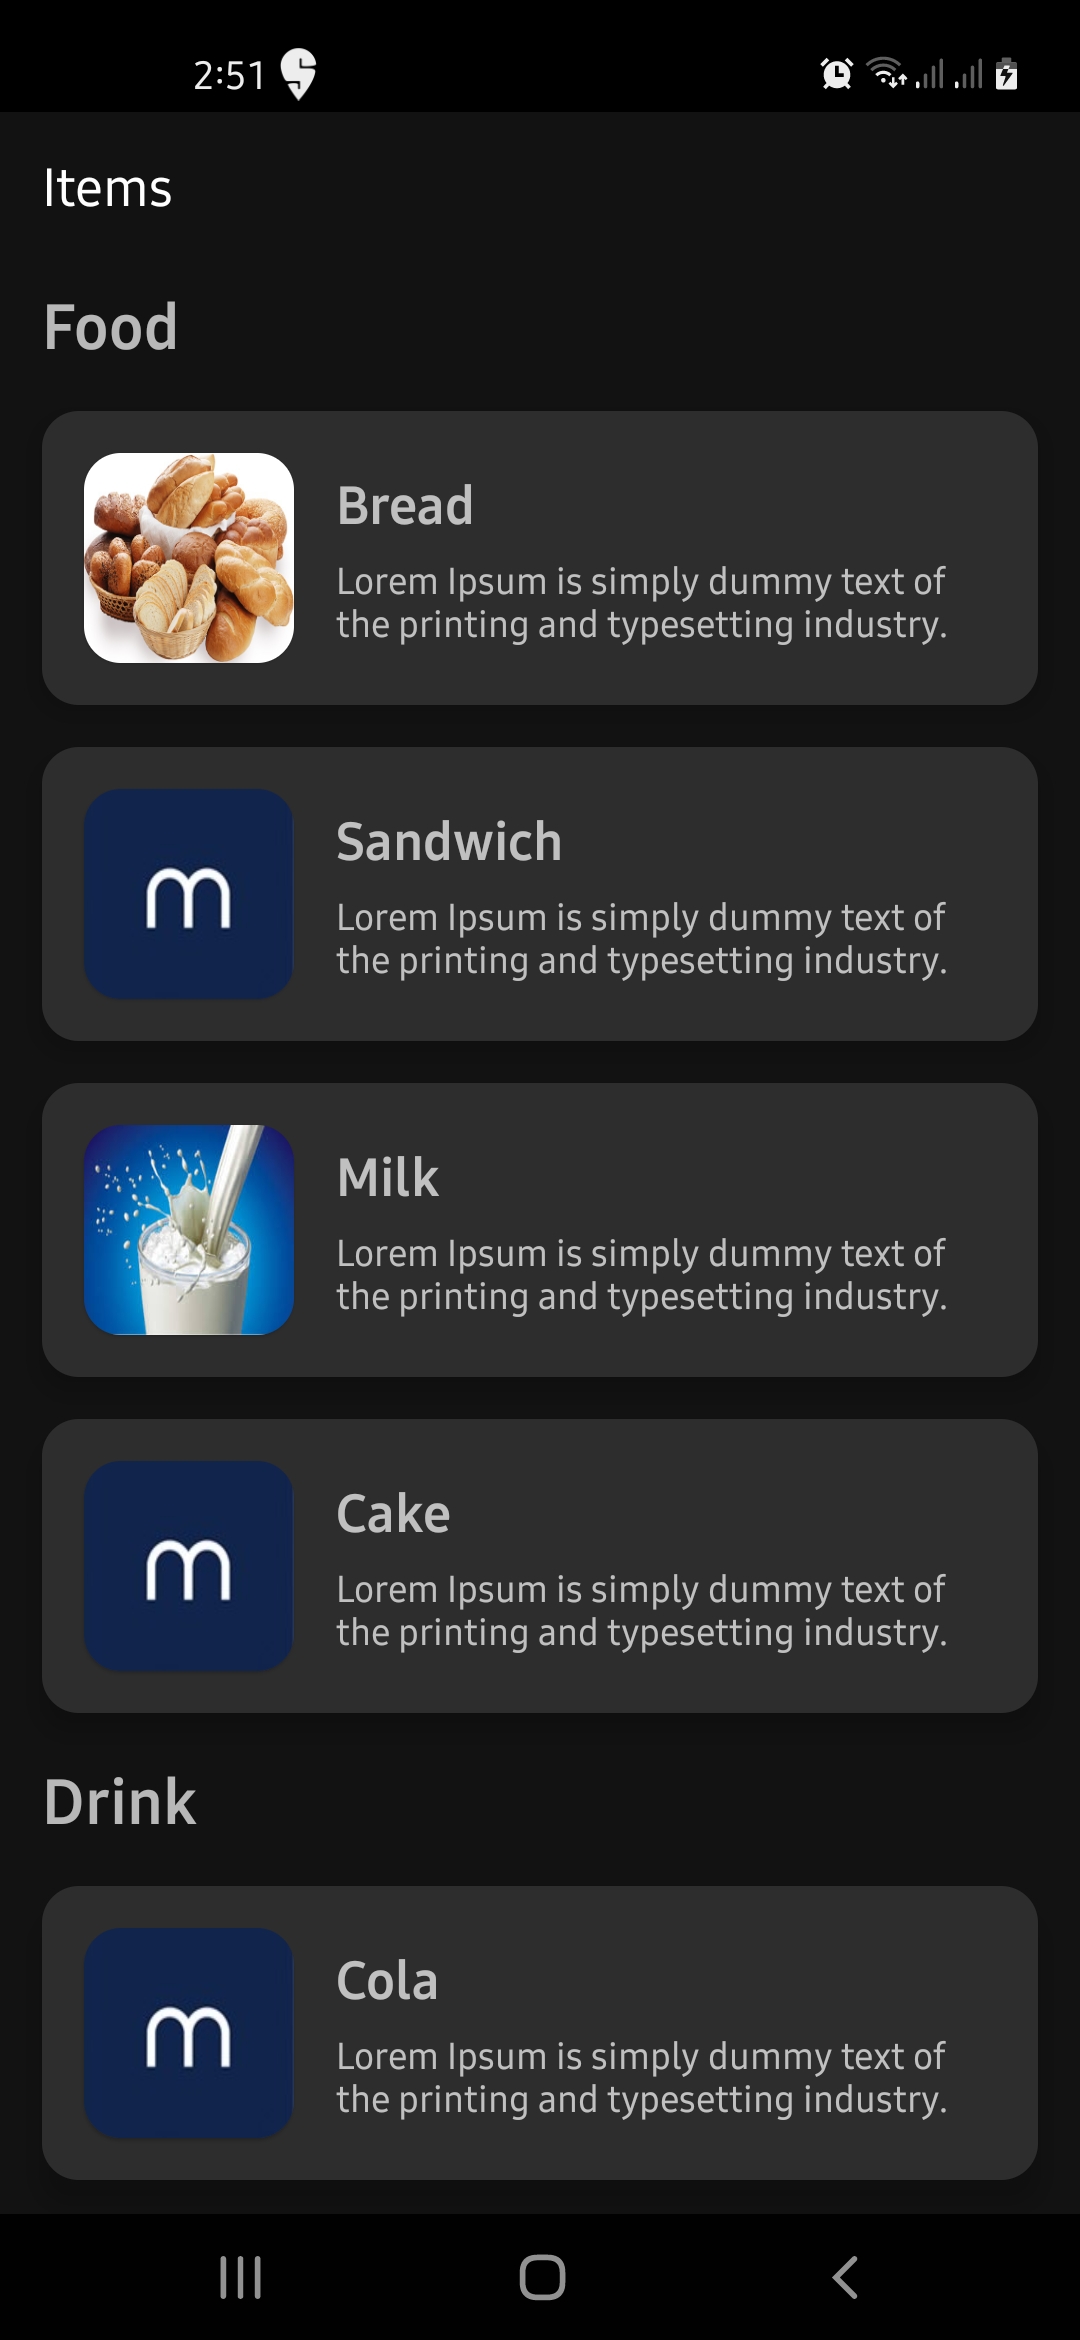 2:51
Items
Food
Bread
Lorem Ipsum is simply dummy text of
the printing and typesetting industry.
m
Sandwich
Lorem Ipsum is simply dummy text of
the printing and typesetting industry.
Milk
Lorem Ipsum is simply dummy text of
the printing and typesetting industry.
m
Cake
Lorem Ipsum is simply dummy text of
the printing and typesetting industry.
Drink
m
Cola
Lorem Ipsum is simply dummy text of
the printing and typesetting industry.